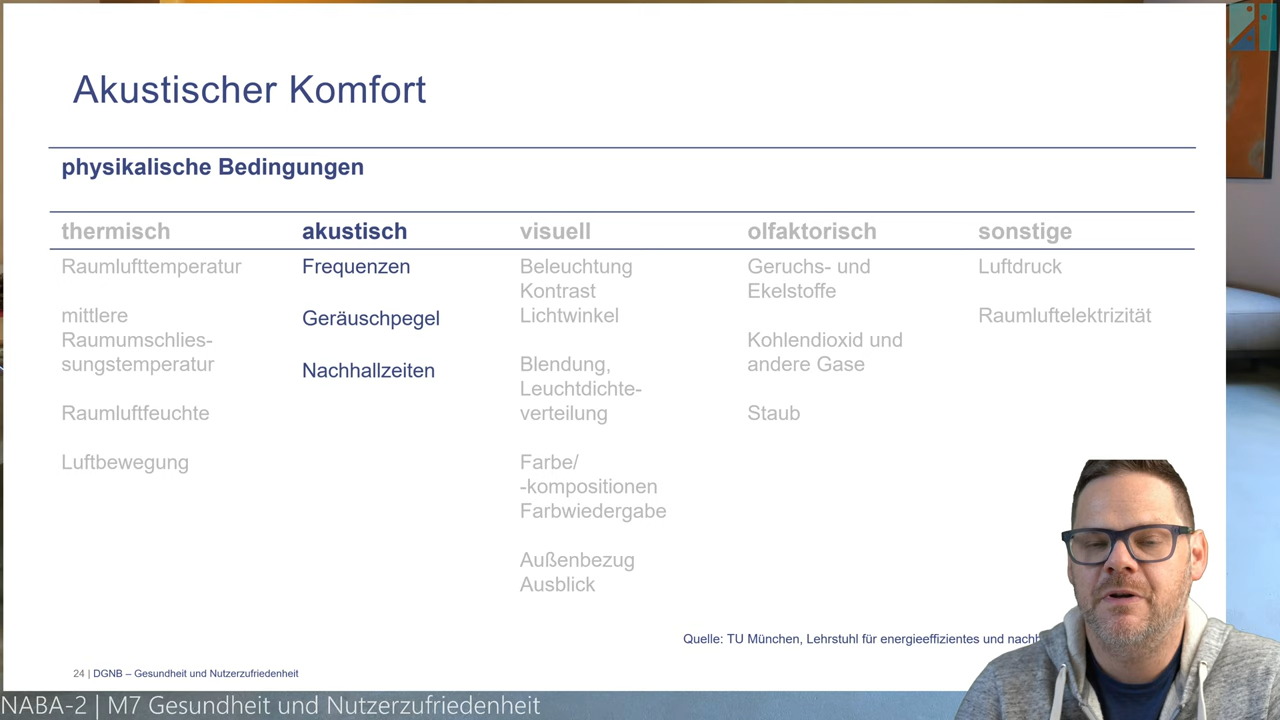 Akustischer Komfort
physikalische Bedingungen
thermisch
Raumlufttemperatur
mittlere
Raumumschlies-
sungstemperatur
Raumluftfeuchte
Luftbewegung
akustisch
Frequenzen
Geräuschpegel
Nachhallzeiten
visuell
Beleuchtung
Kontrast
Lichtwinkel
Blendung,
Leuchtdichte-
verteilung
Farbe/
-kompositionen
Farbwiedergabe
Außenbezug
Ausblick
olfaktorisch
Geruchs- und
Ekelstoffe
Kohlendioxid und
andere Gase
Staub
sonstige
Luftdruck
Raumluftelektrizität
Quelle: TU München, Lehrstuhl für energieeffizientes und
24 | DGNB – Gesundheit und Nutzerzufriedenheit
NABA-2 | M7 Gesundheit und Nutzerzufriedenheit